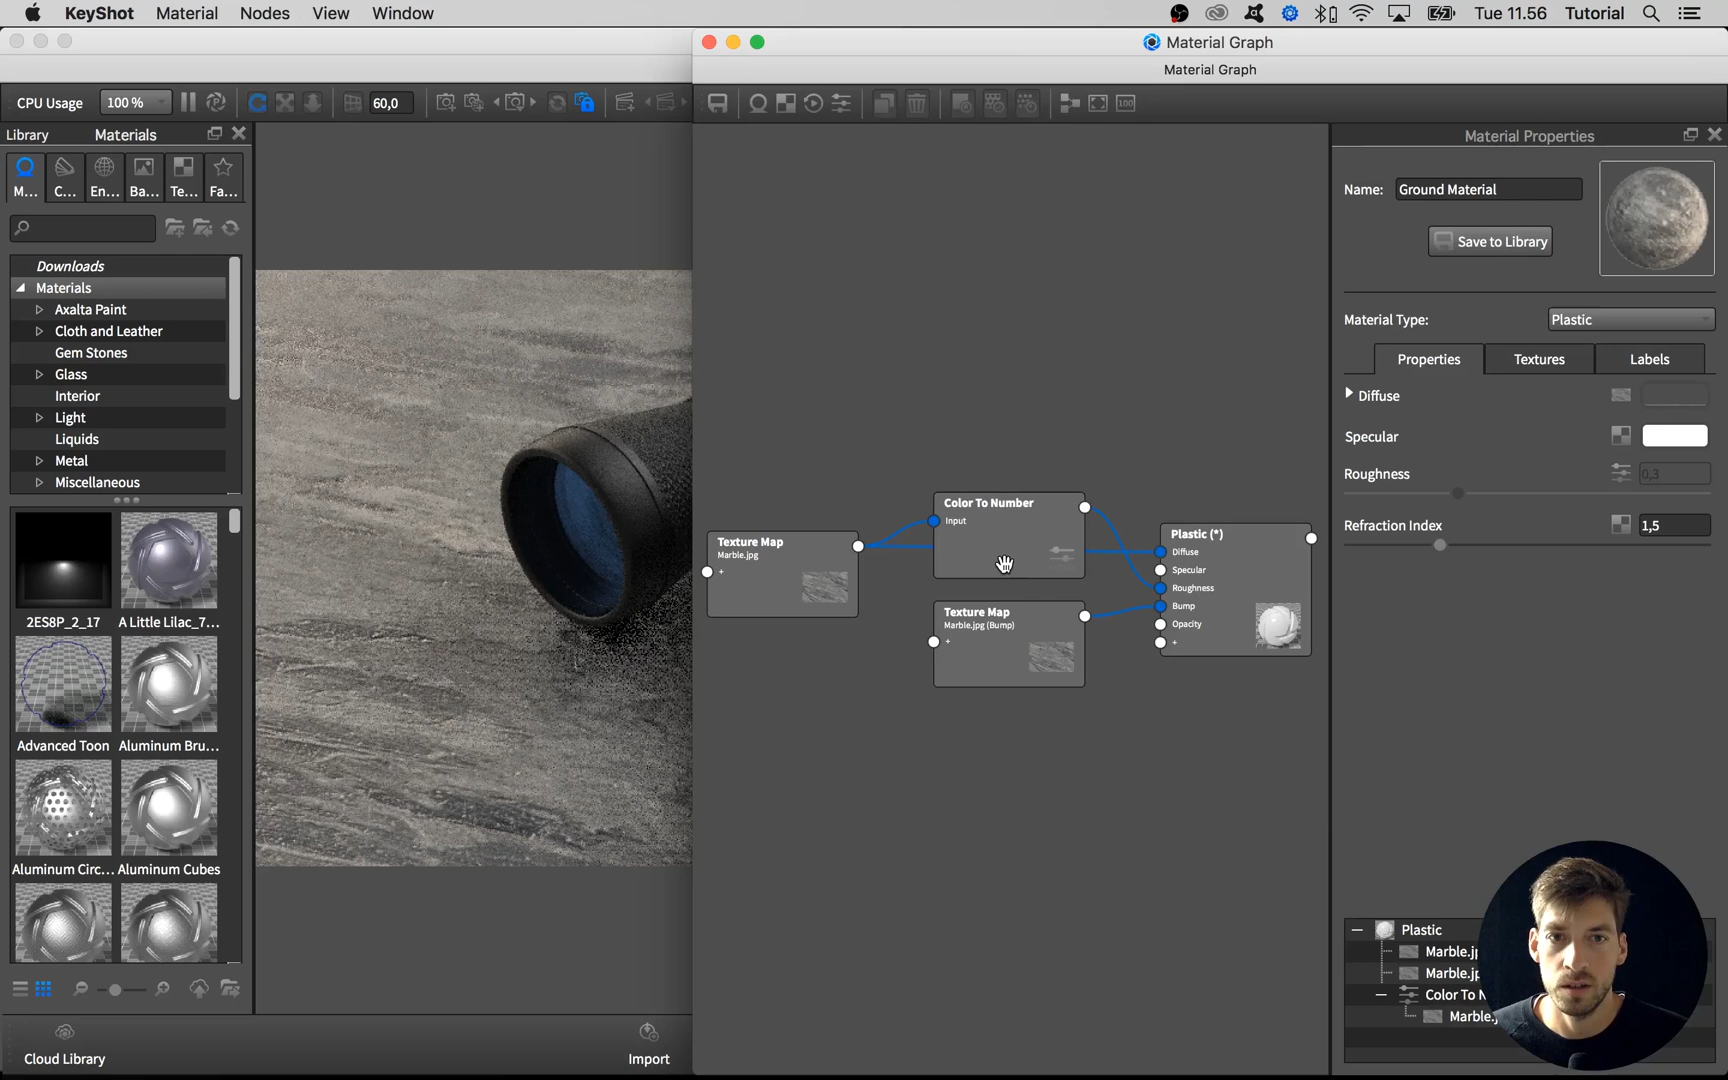 KeyShot Material Nodes View Window
Tue 11.56 Tutorial
Material Graph
Material Graph
CPU Usage 100 % 60,0
Library Materials
M... C... En... Ba... Te... Fa...
Downloads
Materials
Axalta Paint
Cloth and Leather
Gem Stones
Glass
Interior
Light
Liquids
Metal
Miscellaneous
2ES8P_2_17 A Little Lilac_7...
Advanced Toon Aluminum Bru...
Aluminum Circ... Aluminum Cubes
Cloud Library Import
100
Texture Map
Marble.jpg
+
Color To Number
Input
Texture Map
Marble.jpg (Bump)
+
Plastic (*)
Diffuse
Specular
Roughness
Bump
Opacity
+
Material Properties
Name: Ground Material
Save to Library
Material Type: Plastic
Properties Textures Labels
Diffuse
Specular
Roughness 0,3
Refraction Index 1,5
Plastic
Marble.jp
Marble.jp
Color To N
Marble.j